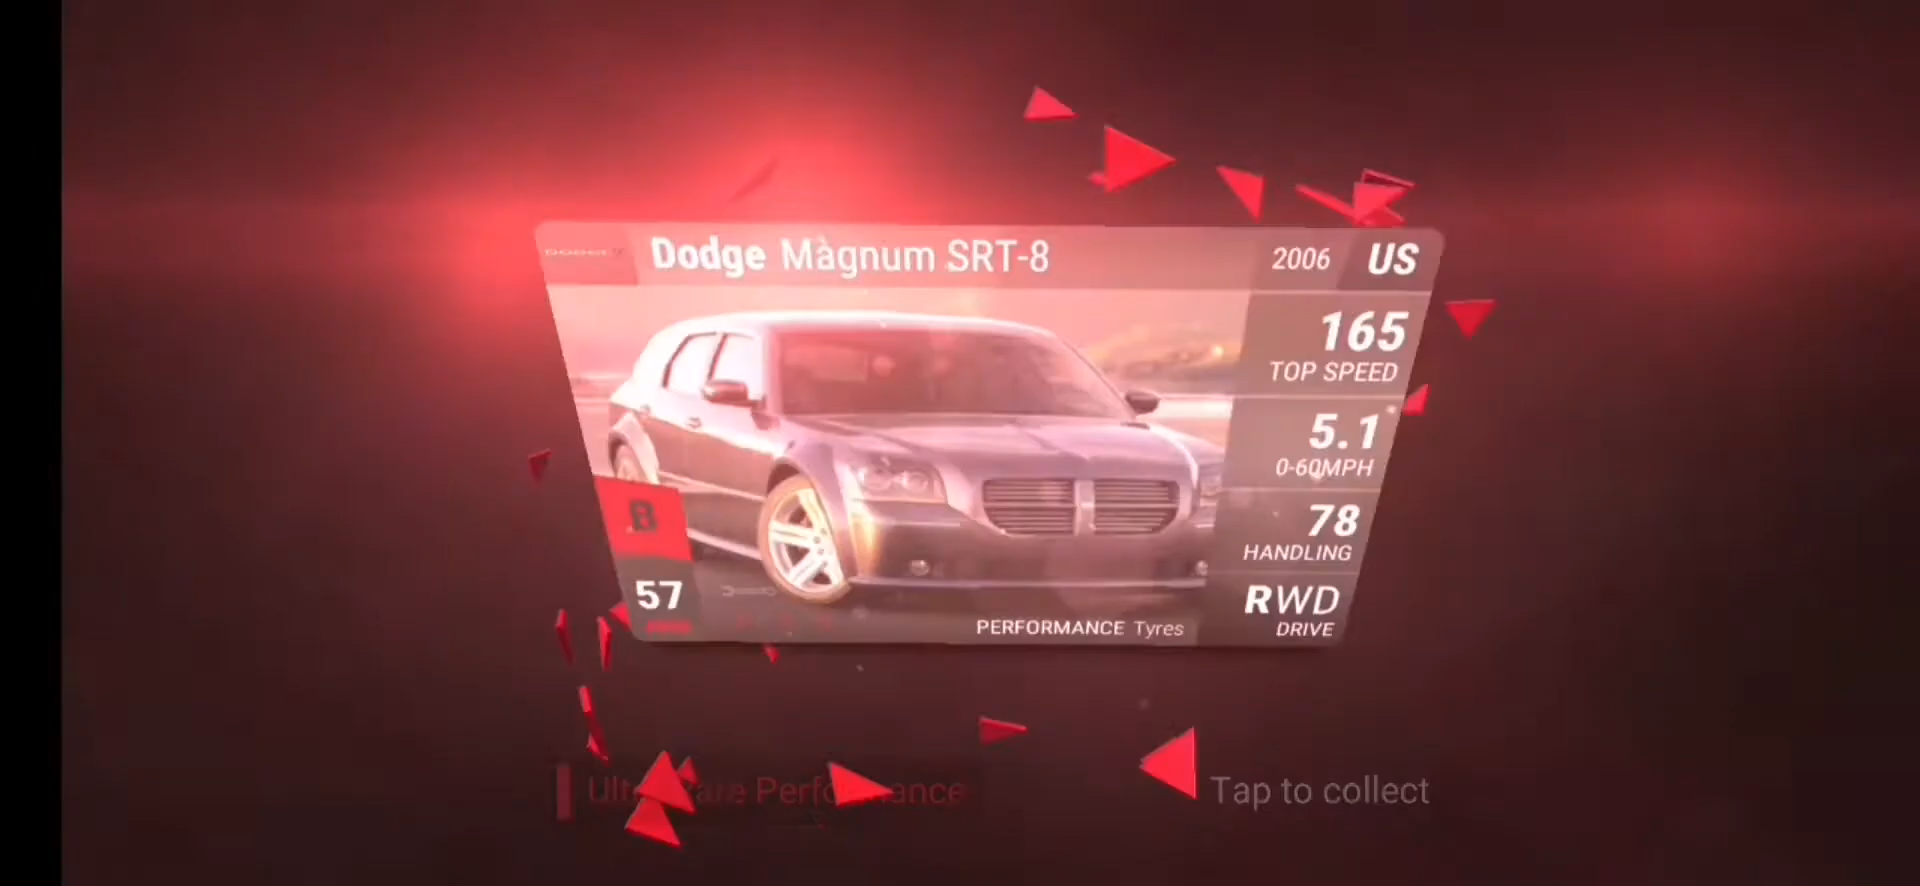 DODGE
Dodge Magnum SRT-8 2006 US
165
TOP SPEED
5.1
0-60MPH
78
HANDLING
RWD
DRIVE
B
57
PERFORMANCE Tyres
Tap to collect